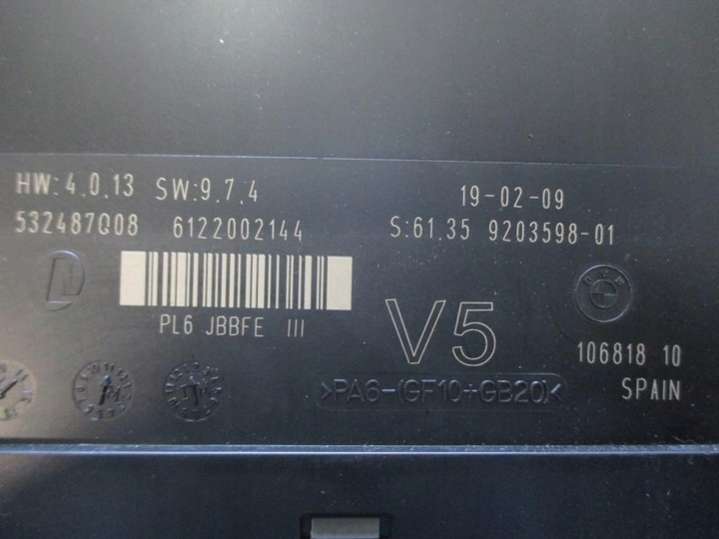 HW:4.0.13 SW:9.7.4
19-02-09
532487Q08 6122002144
S:61.35 9203598-01
PL6 JBBFE III
V5
BMW
106818 10
>PA6-(GF10+GB20)<
SPAIN